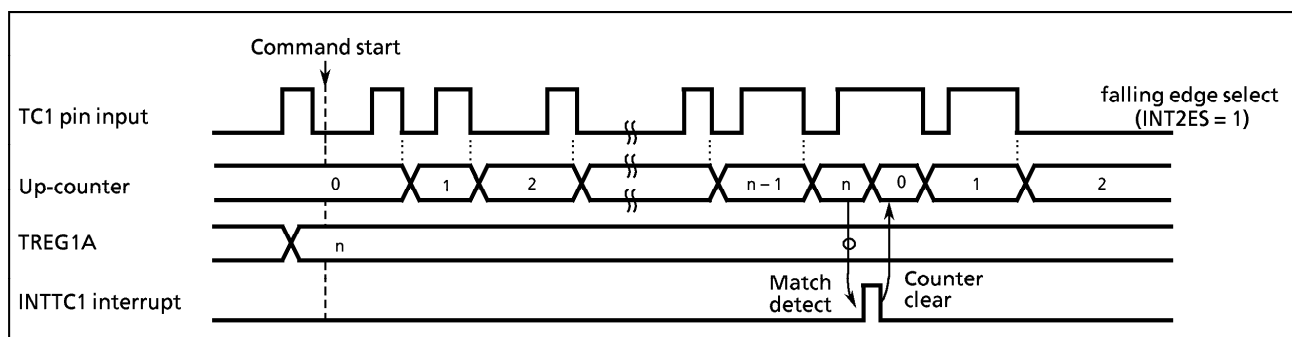 Command start
TC1 pin input
falling edge select
(INT2ES = 1)
Up-counter
0
1
2
n – 1
n
0
1
2
TREG1A
n
Match
detect
Counter
clear
INTTC1 interrupt